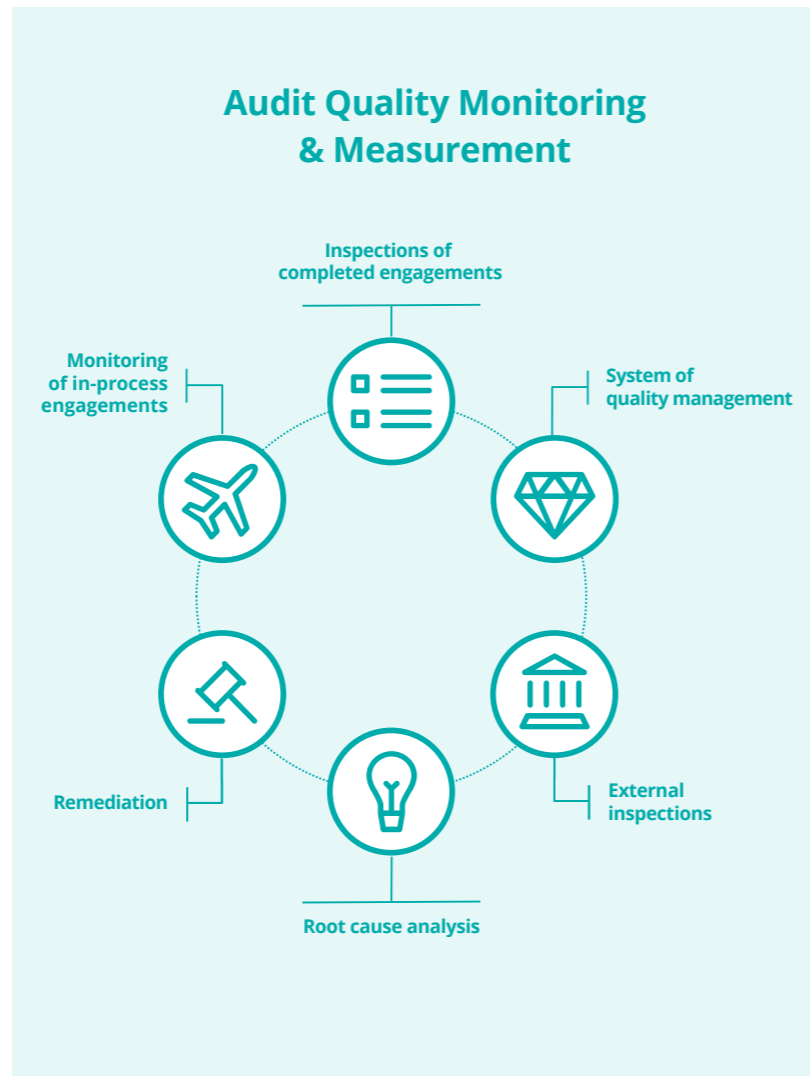 Audit Quality Monitoring
& Measurement
Inspections of
completed engagements
Monitoring
of in-process
engagements
System of
quality management
Remediation
External
inspections
Root cause analysis